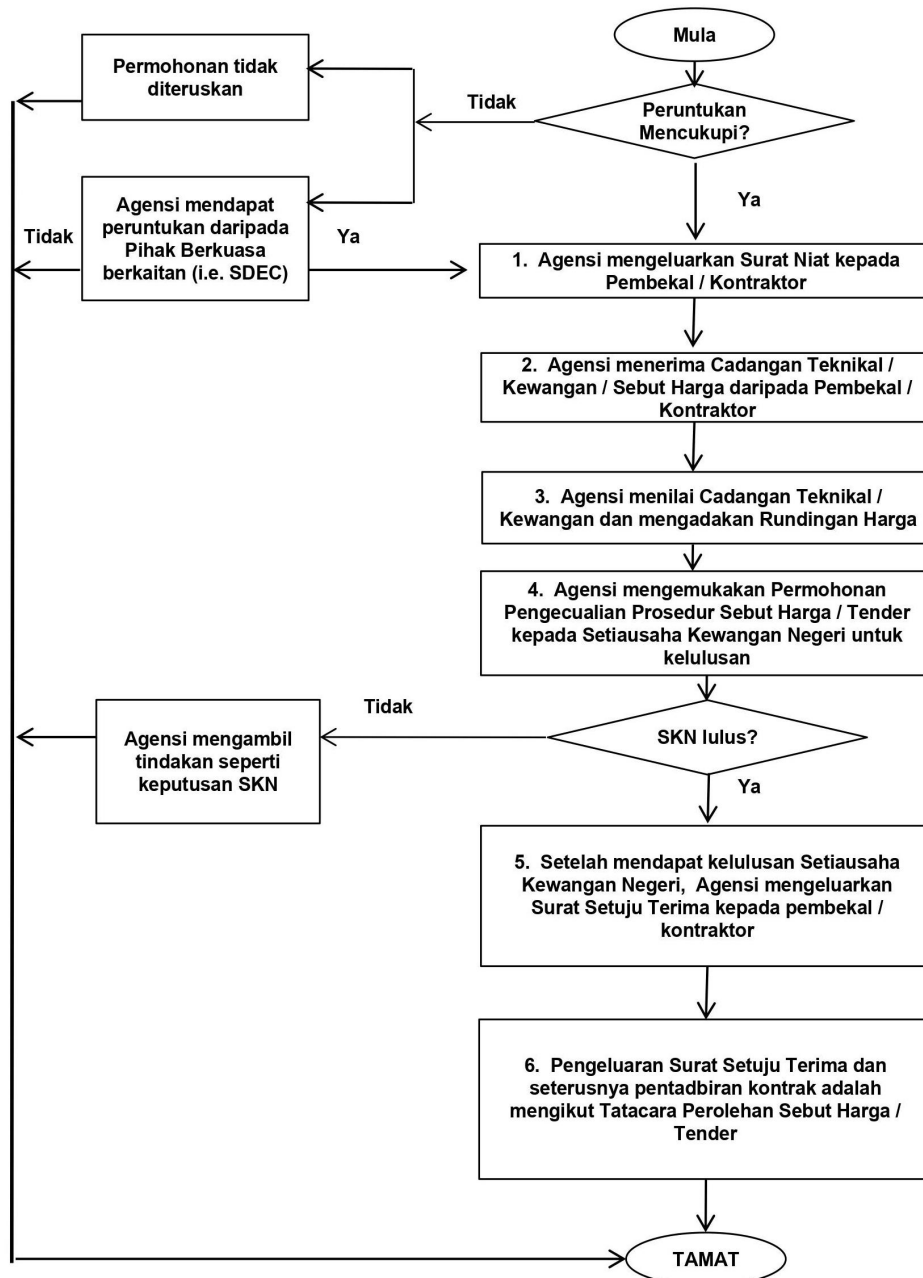 Mula
Permohonan tidak
diteruskan
Tidak
Peruntukan
Mencukupi?
Ya
Tidak
Agensi mendapat
peruntukan daripada
Pihak Berkuasa
berkaitan (i.e. SDEC)
Ya
1. Agensi mengeluarkan Surat Niat kepada
Pembekal / Kontraktor
2. Agensi menerima Cadangan Teknikal /
Kewangan / Sebut Harga daripada Pembekal /
Kontraktor
3. Agensi menilai Cadangan Teknikal /
Kewangan dan mengadakan Rundingan Harga
4. Agensi mengemukakan Permohonan
Pengecualian Prosedur Sebut Harga / Tender
kepada Setiausaha Kewangan Negeri untuk
kelulusan
Tidak
SKN lulus?
Agensi mengambil
tindakan seperti
keputusan SKN
Ya
5. Setelah mendapat kelulusan Setiausaha
Kewangan Negeri, Agensi mengeluarkan
Surat Setuju Terima kepada pembekal /
kontraktor
6. Pengeluaran Surat Setuju Terima dan
seterusnya pentadbiran kontrak adalah
mengikut Tatacara Perolehan Sebut Harga /
Tender
TAMAT